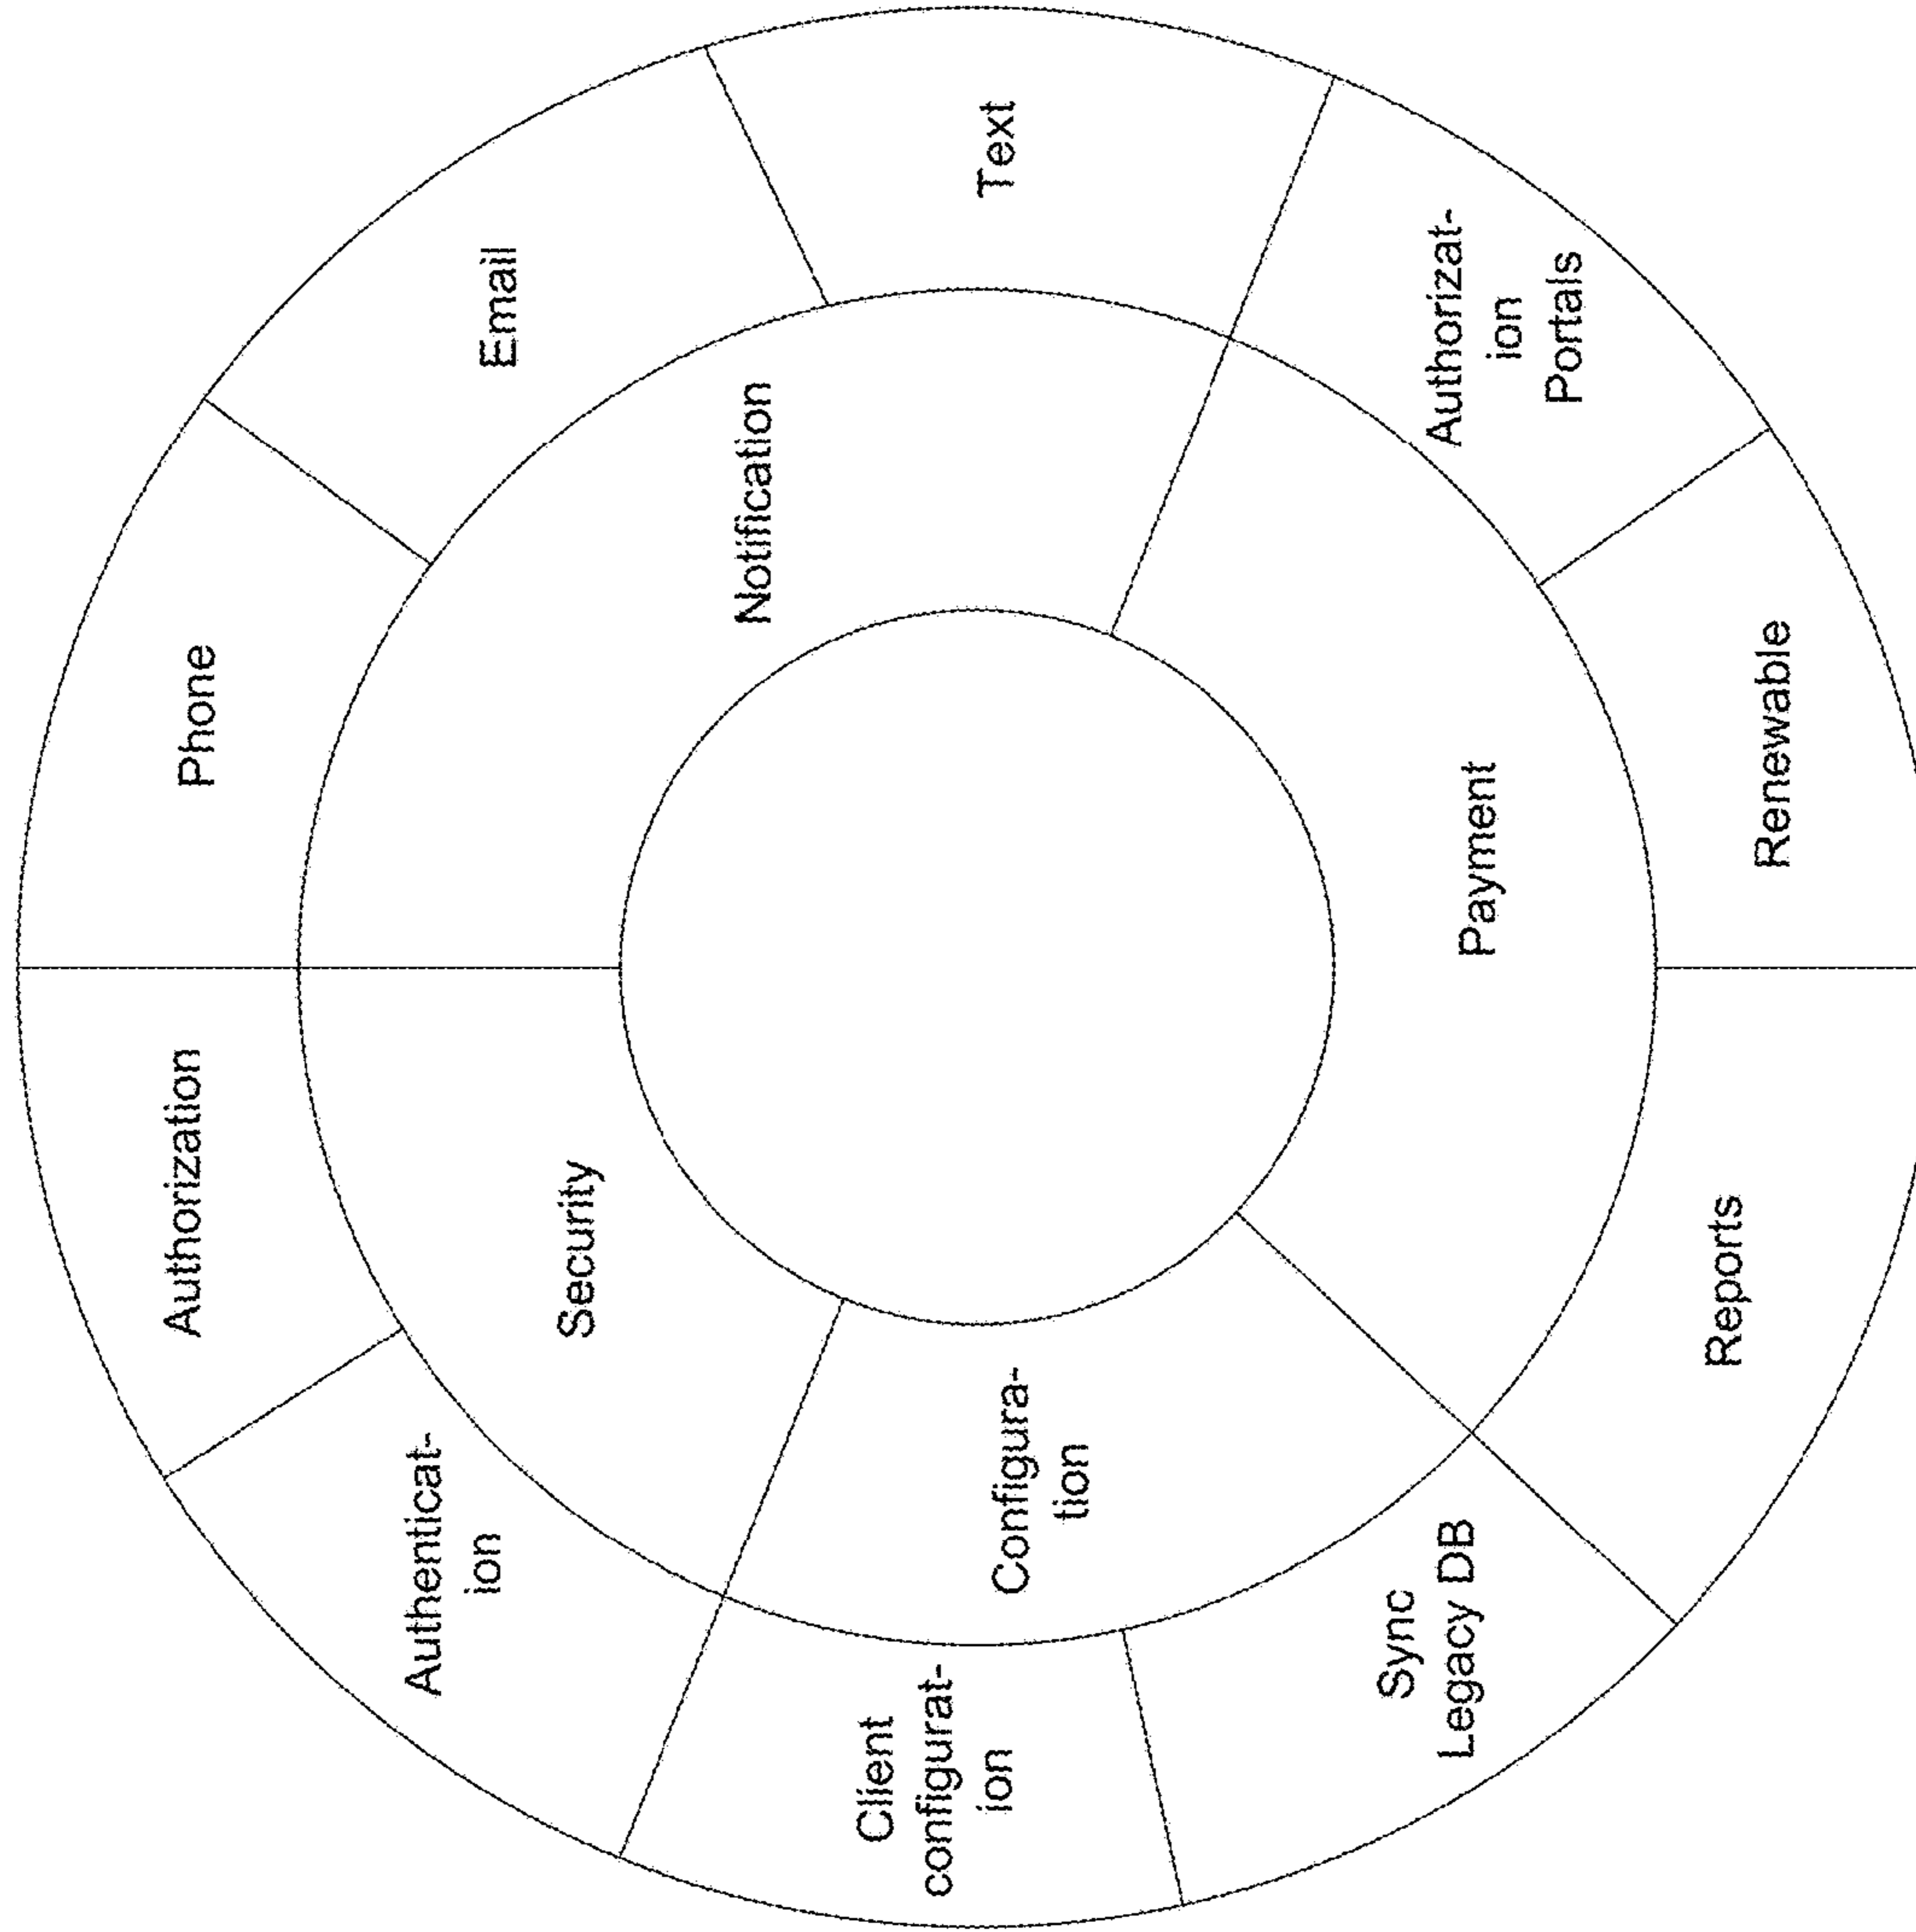 Phone
Email
Text
Authorizat-
ion
Portals
Renewable
Reports
Sync
Legacy DB
Client
configurat-
ion
Authenticat-
ion
Authorization
Notification
Payment
Configura-
tion
Security